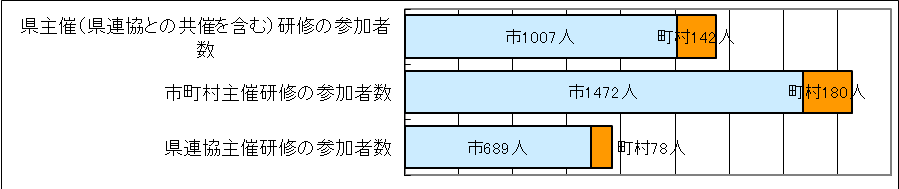 県主催（県連協との共催を含む）研修の参加者
数
市1007人
町村142人
市町村主催研修の参加者数
市1472人
町村180人
県連協主催研修の参加者数
市689人
町村78人